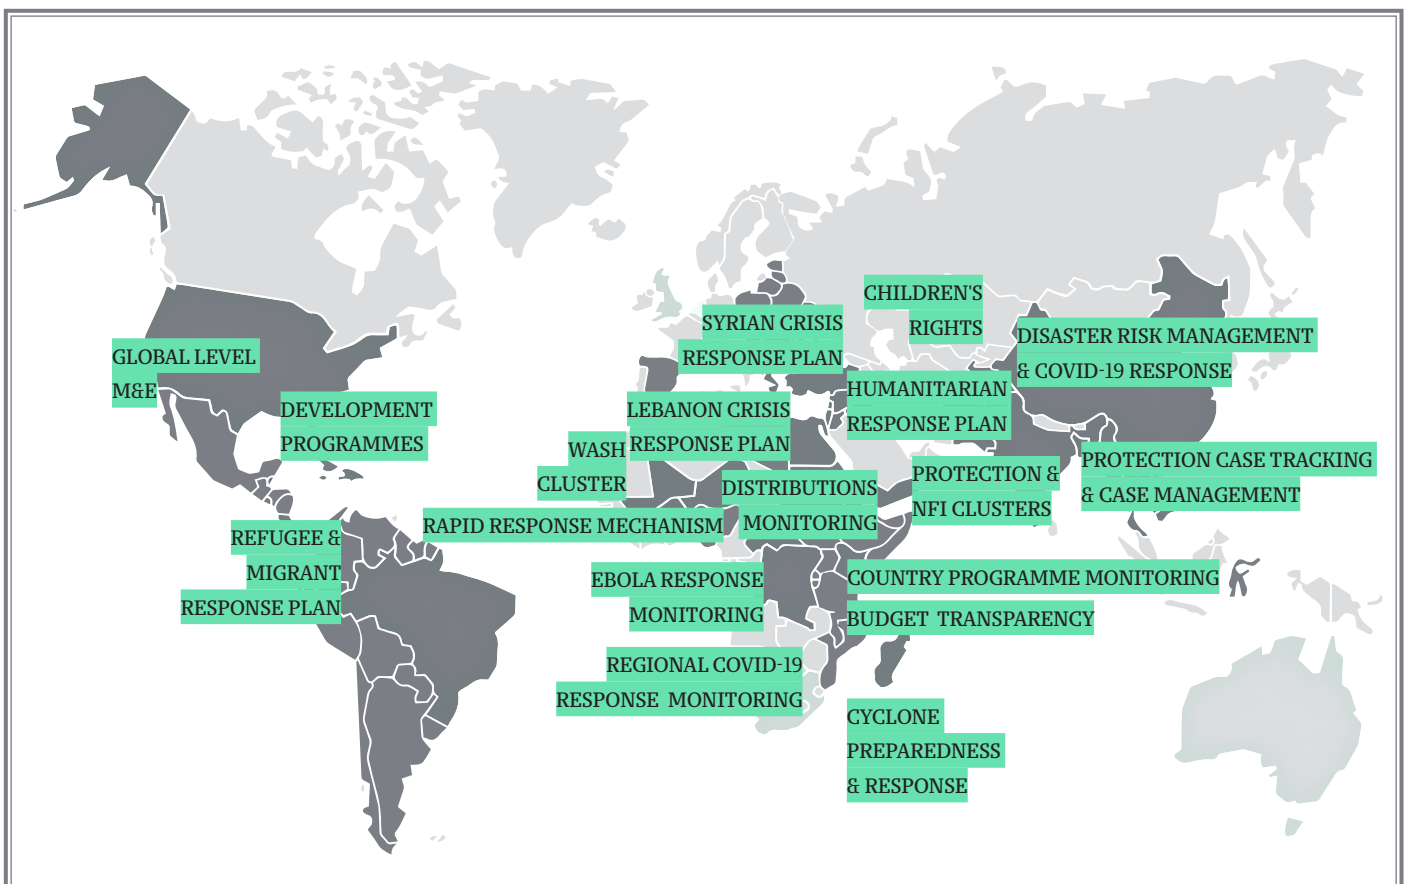 CHILDREN'S
RIGHTS
SYRIAN CRISIS
RESPONSE PLAN
DISASTER RISK MANAGEMENT
& COVID-19 RESPONSE
GLOBAL LEVEL
M&E
DEVELOPMENT
PROGRAMMES
LEBANON CRISIS
RESPONSE PLAN
HUMANITARIAN
RESPONSE PLAN
WASH
CLUSTER
DISTRIBUTIONS
MONITORING
PROTECTION &
NFI CLUSTERS
PROTECTION CASE TRACKING
& CASE MANAGEMENT
RAPID RESPONSE MECHANISM
REFUGEE &
MIGRANT
RESPONSE PLAN
EBOLA RESPONSE
MONITORING
COUNTRY PROGRAMME MONITORING
BUDGET TRANSPARENCY
REGIONAL COVID-19
RESPONSE MONITORING
CYCLONE
PREPAREDNESS
& RESPONSE